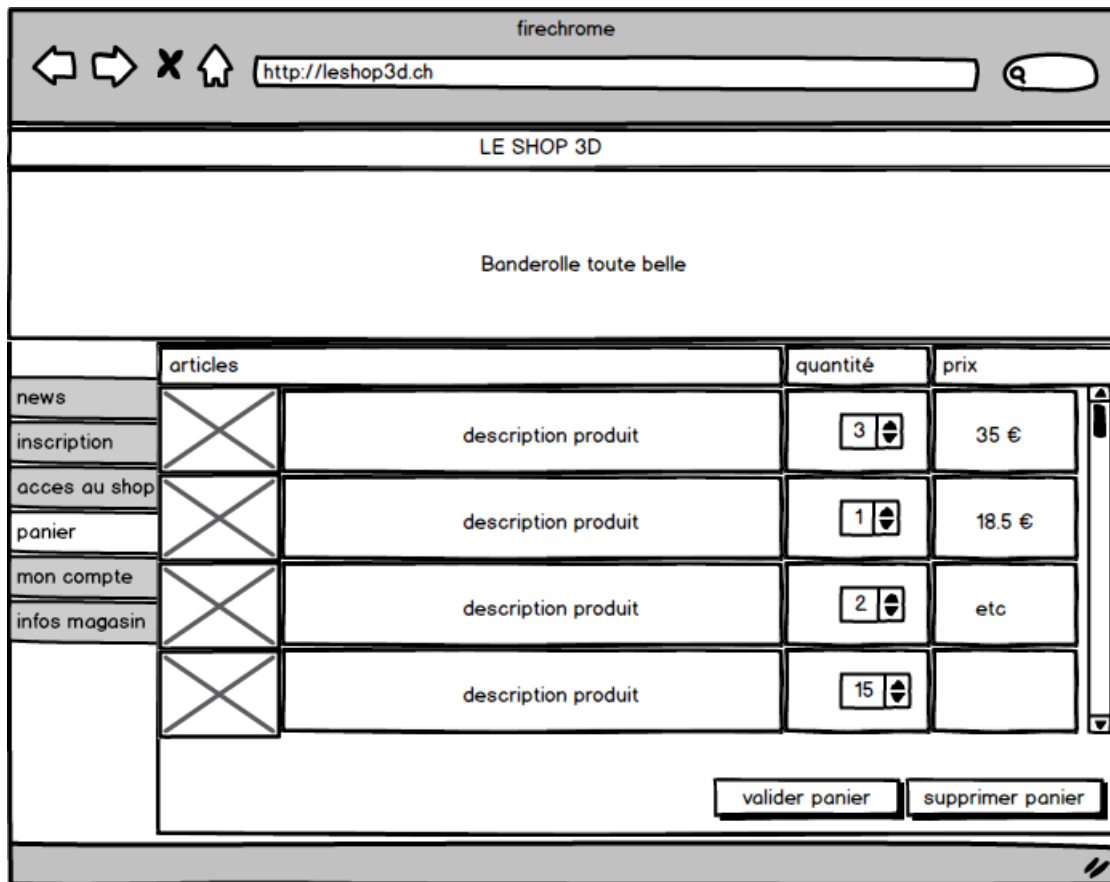 firechrome
http://leshop3d.ch
LE SHOP 3D
Banderolle toute belle
articles quantité prix
news
inscription
acces au shop
panier
mon compte
infos magasin
description produit 3 35 €
description produit 1 18.5 €
description produit 2 etc
description produit 15
valider panier supprimer panier